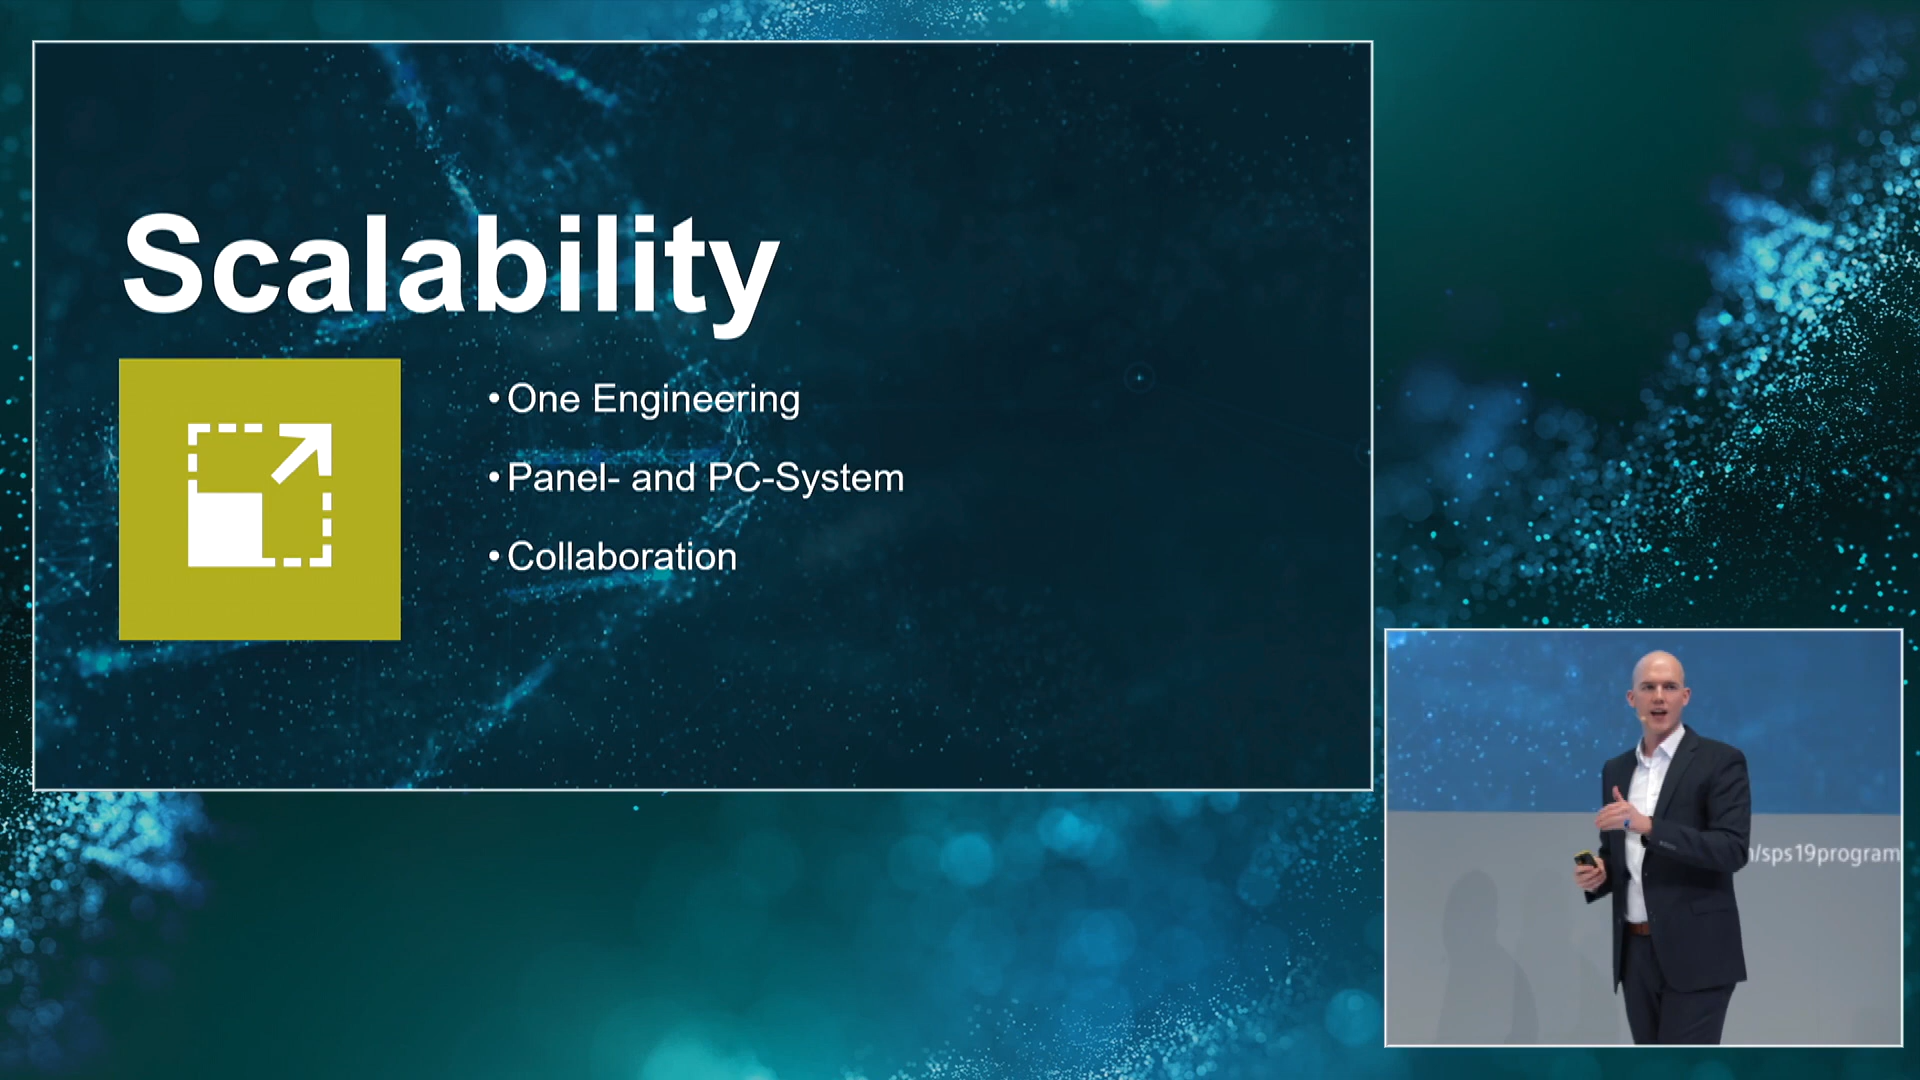 Scalability
• One Engineering
• Panel- and PC-System
• Collaboration
/sps19program